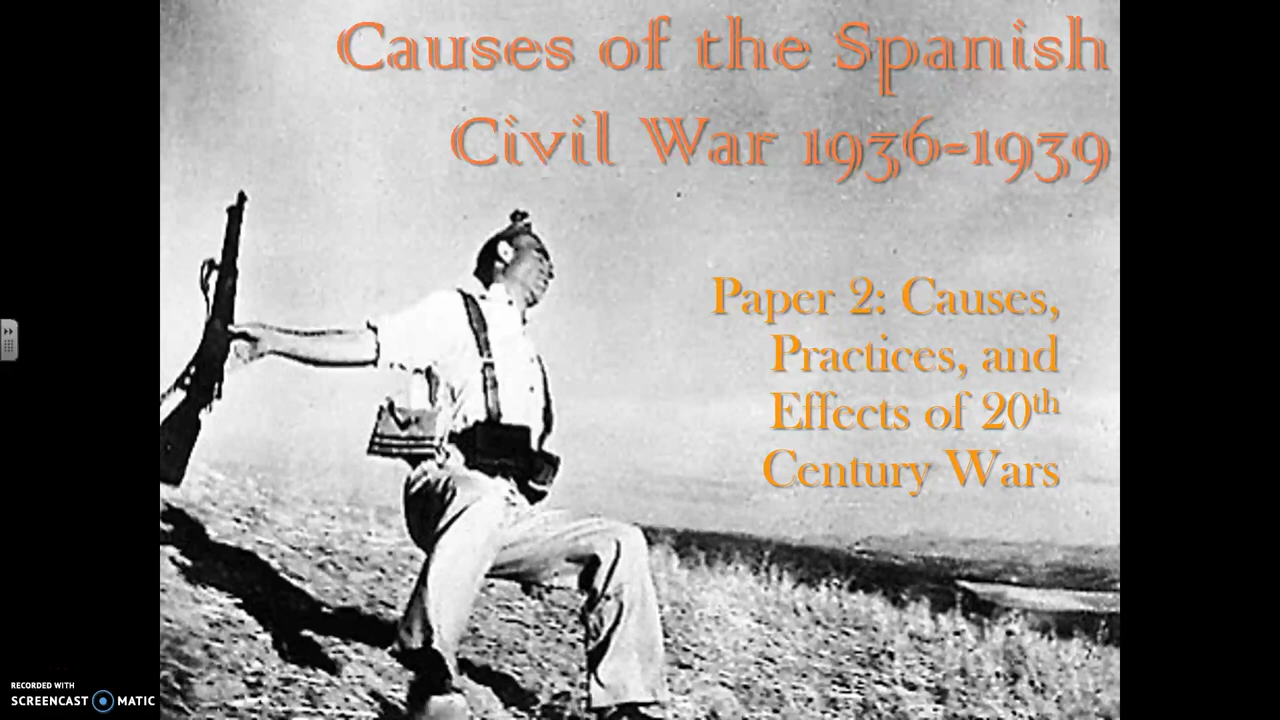 Causes of the Spanish
Civil War 1936-1939
Paper 2: Causes,
Practices, and
Effects of 20th
Century Wars
RECORDED WITH
SCREENCAST MATIC